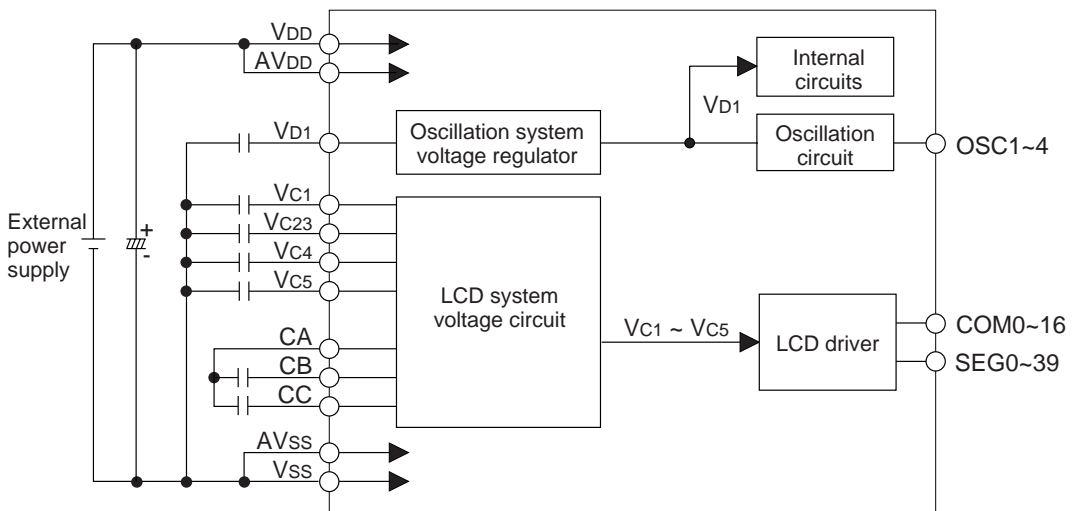 VDD
AVDD
VD1
VC1
VC23
VC4
VC5
CA
CB
CC
AVSS
VSS
External
power
supply
+
-
Oscillation system
voltage regulator
LCD system
voltage circuit
VD1
Internal
circuits
Oscillation
circuit
OSC1~4
VC1 ~ VC5
LCD driver
COM0~16
SEG0~39